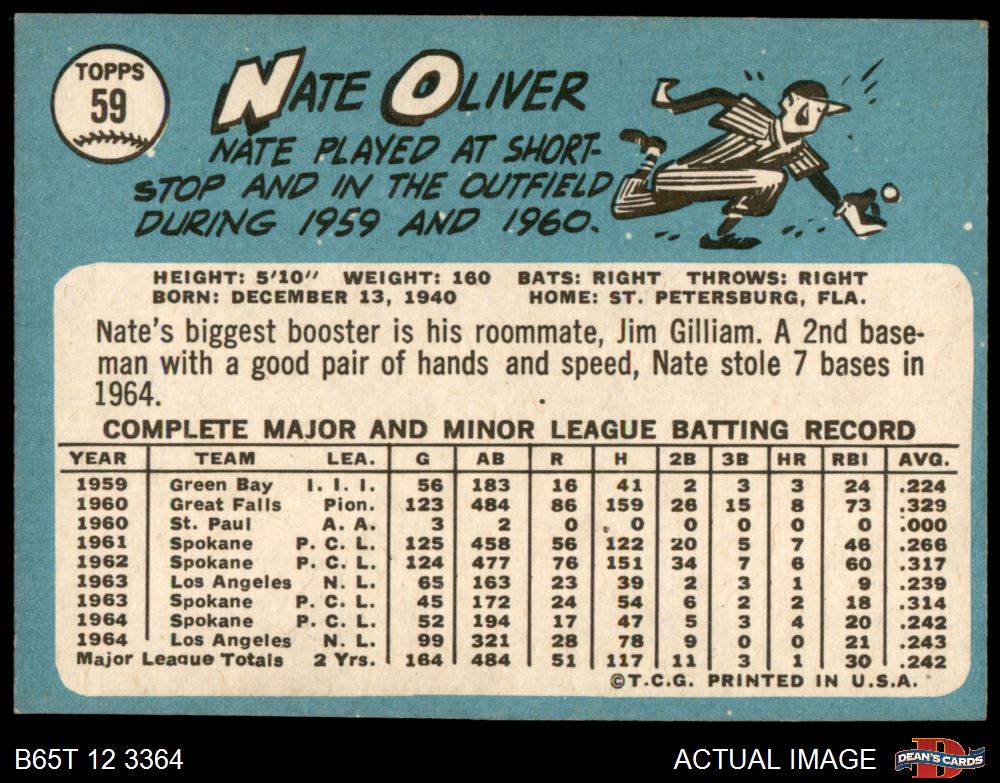 TOPPS
59
NATE OLIVER
NATE PLAYED AT SHORT-
STOP AND IN THE OUTFIELD
DURING 1959 AND 1960.
HEIGHT: 5'10" WEIGHT: 160 BATS: RIGHT THROWS: RIGHT
BORN: DECEMBER 13, 1940 HOME: ST. PETERSBURG, FLA.
Nate's biggest booster is his roommate, Jim Gilliam. A 2nd base-
man with a good pair of hands and speed, Nate stole 7 bases in
1964.
COMPLETE MAJOR AND MINOR LEAGUE BATTING RECORD
YEAR TEAM LEA. G AB R H 2B 3B HR RBI AVG.
1959 Green Bay I. I. I. 56 183 16 41 2 3 3 24 .224
1960 Great Falls Pion. 123 484 86 159 26 15 8 73 .329
1960 St. Paul A. A. 3 2 0 0 0 0 0 0 .000
1961 Spokane P. C. L. 125 458 56 122 20 5 7 46 .266
1962 Spokane P. C. L. 124 477 76 151 34 7 6 60 .317
1963 Los Angeles N. L. 65 163 23 39 2 3 1 9 .239
1963 Spokane P. C. L. 45 172 24 54 6 2 2 18 .314
1964 Spokane P. C. L. 52 194 17 47 5 3 4 20 .242
1964 Los Angeles N. L. 99 321 28 78 9 0 0 21 .243
Major League Totals 2 Yrs. 164 484 51 117 11 3 1 30 .242
©T.C.G. PRINTED IN U.S.A.
B65T 12 3364 ACTUAL IMAGE DEAN'S CARDS